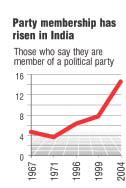 Party membership has
risen in India
Those who say they are
member of a political party
16
12
8
4
0
1967
1971
1996
1999
2004